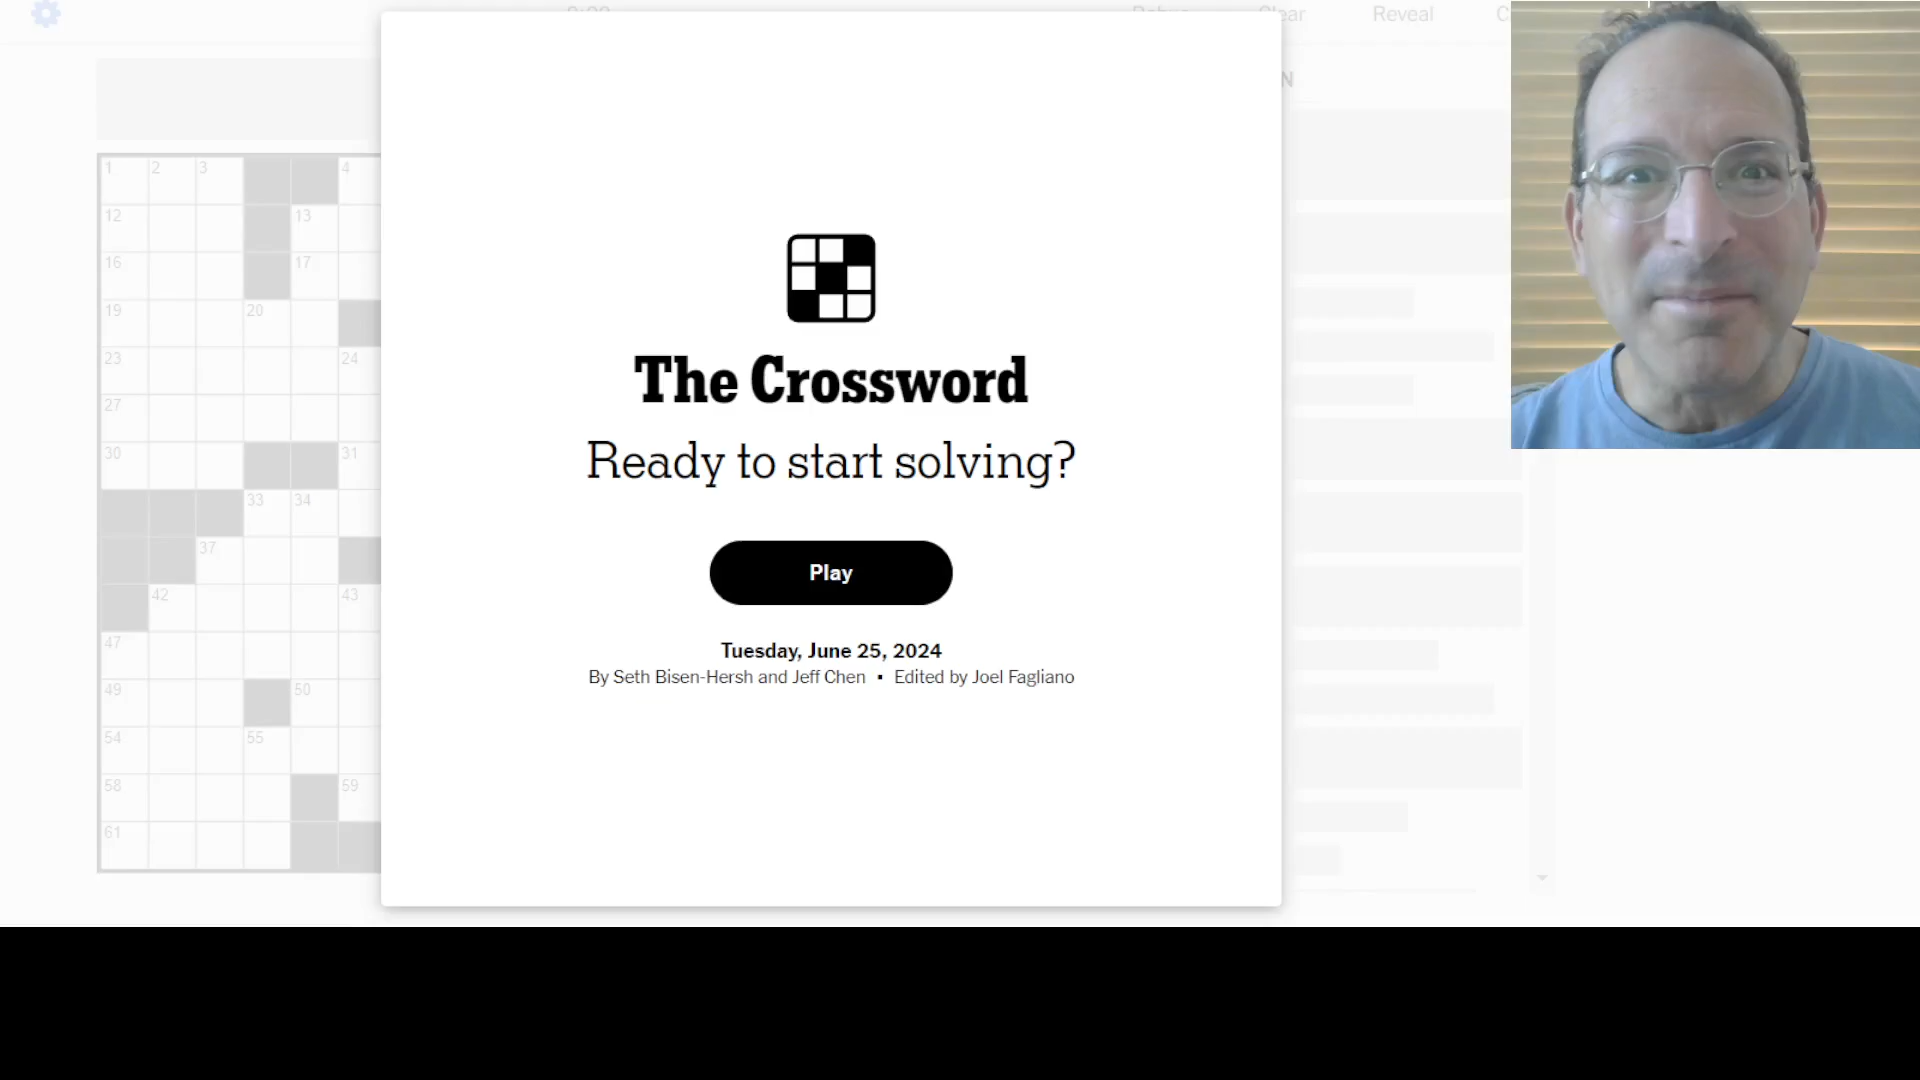 Clear
Reveal
N
1 2 3 4
12 13
16 17
19 20
23 24
27
30 31
33 34
37
42 43
47
49 50
54 55
58 59
61
The Crossword
Ready to start solving?
Play
Tuesday, June 25, 2024
By Seth Bisen-Hersh and Jeff Chen ▪ Edited by Joel Fagliano